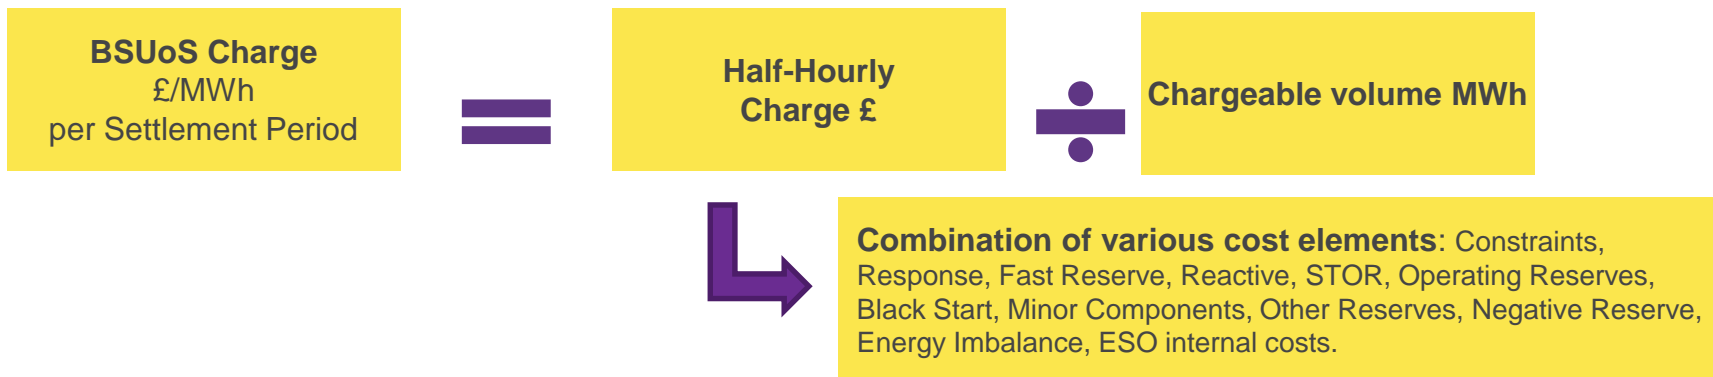 BSUoS Charge
£/MWh
per Settlement Period
Half-Hourly
Charge £
Chargeable volume MWh
Combination of various cost elements: Constraints,
Response, Fast Reserve, Reactive, STOR, Operating Reserves,
Black Start, Minor Components, Other Reserves, Negative Reserve,
Energy Imbalance, ESO internal costs.